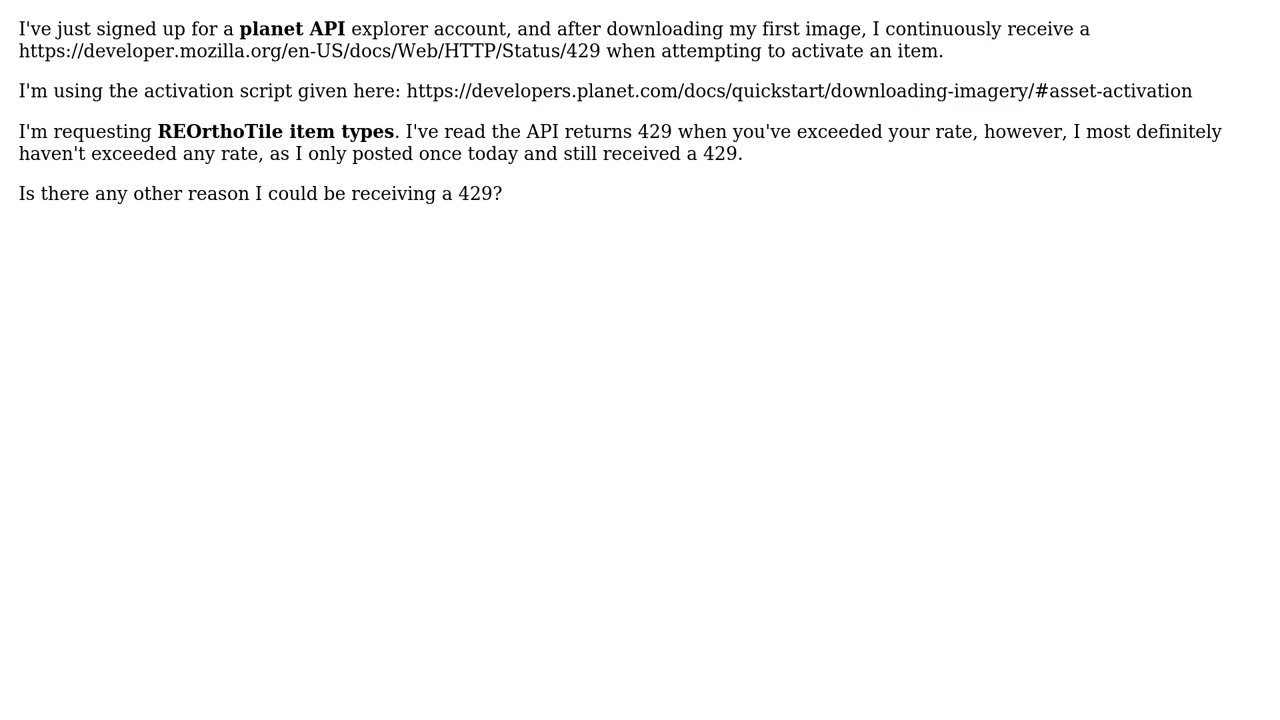 I've just signed up for a planet API explorer account, and after downloading my first image, I continuously receive a
https://developer.mozilla.org/en-US/docs/Web/HTTP/Status/429 when attempting to activate an item.
I'm using the activation script given here: https://developers.planet.com/docs/quickstart/downloading-imagery/#asset-activation
I'm requesting REOrthoTile item types. I've read the API returns 429 when you've exceeded your rate, however, I most definitely
haven't exceeded any rate, as I only posted once today and still received a 429.
Is there any other reason I could be receiving a 429?